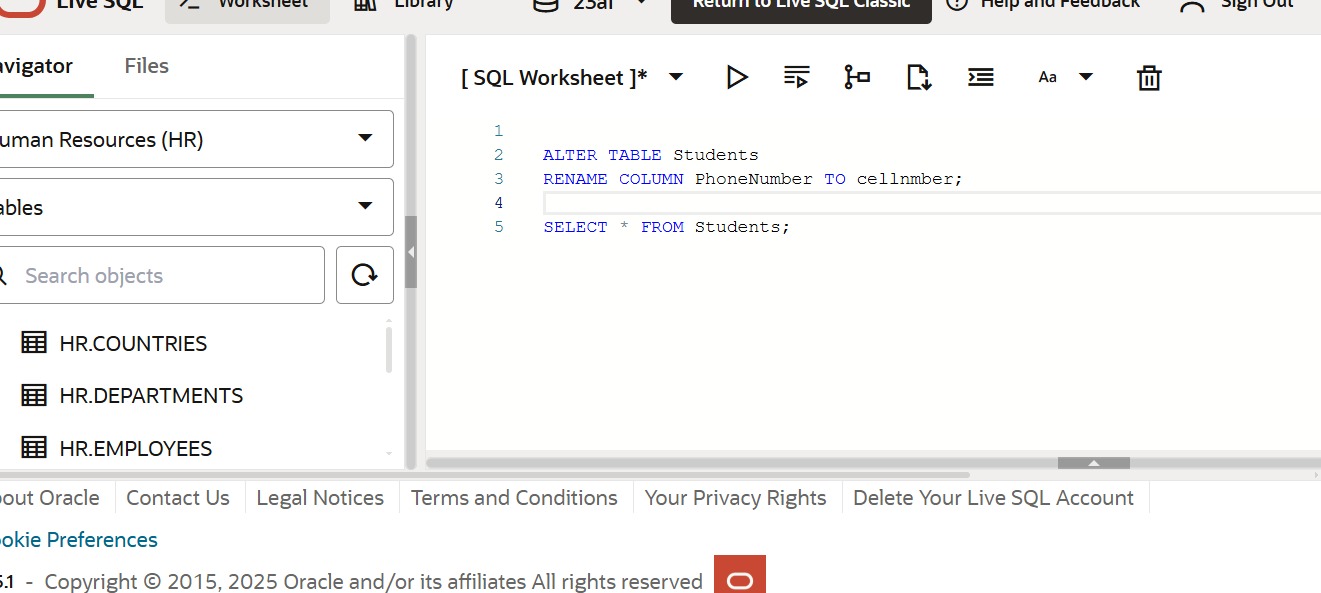 Live SQL
Worksheet
Library
23ai
Return to Live SQL Classic
Help and Feedback
Sign Out
avigator
Files
[ SQL Worksheet ]*
Aa
uman Resources (HR)
ables
Search objects
HR.COUNTRIES
HR.DEPARTMENTS
HR.EMPLOYEES
1
2 ALTER TABLE Students
3 RENAME COLUMN PhoneNumber TO cellnmber;
4
5 SELECT * FROM Students;
out Oracle
Contact Us
Legal Notices
Terms and Conditions
Your Privacy Rights
Delete Your Live SQL Account
okie Preferences
5.1 - Copyright © 2015, 2025 Oracle and/or its affiliates All rights reserved